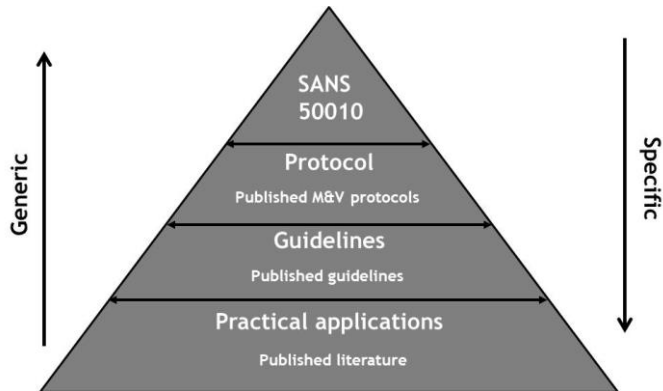 SANS
50010
Protocol
Published M&V protocols
Guidelines
Published guidelines
Practical applications
Published literature
Generic
Specific